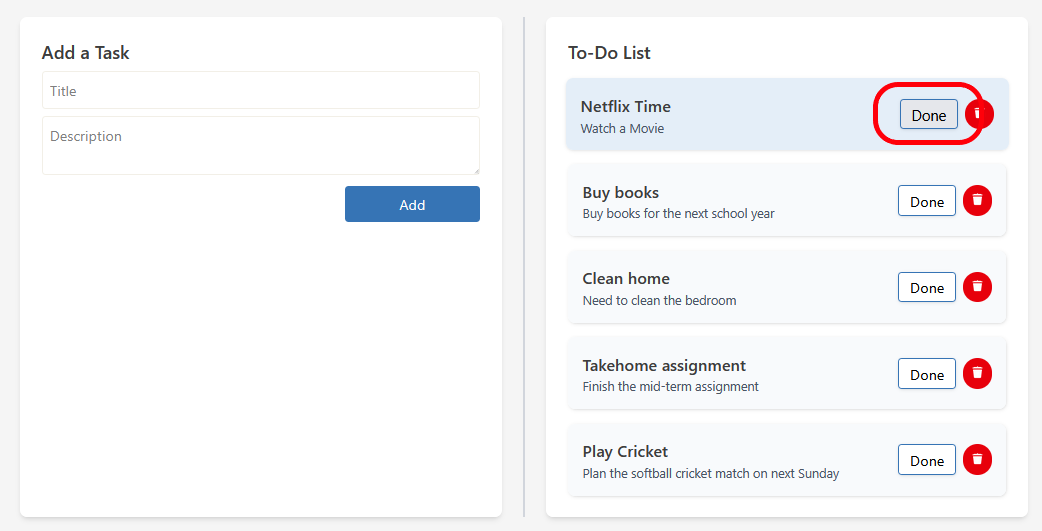 Add a Task
Title
Description
Add
To-Do List
Netflix Time
Watch a Movie
Done
Buy books
Buy books for the next school year
Done
Clean home
Need to clean the bedroom
Done
Takehome assignment
Finish the mid-term assignment
Done
Play Cricket
Plan the softball cricket match on next Sunday
Done